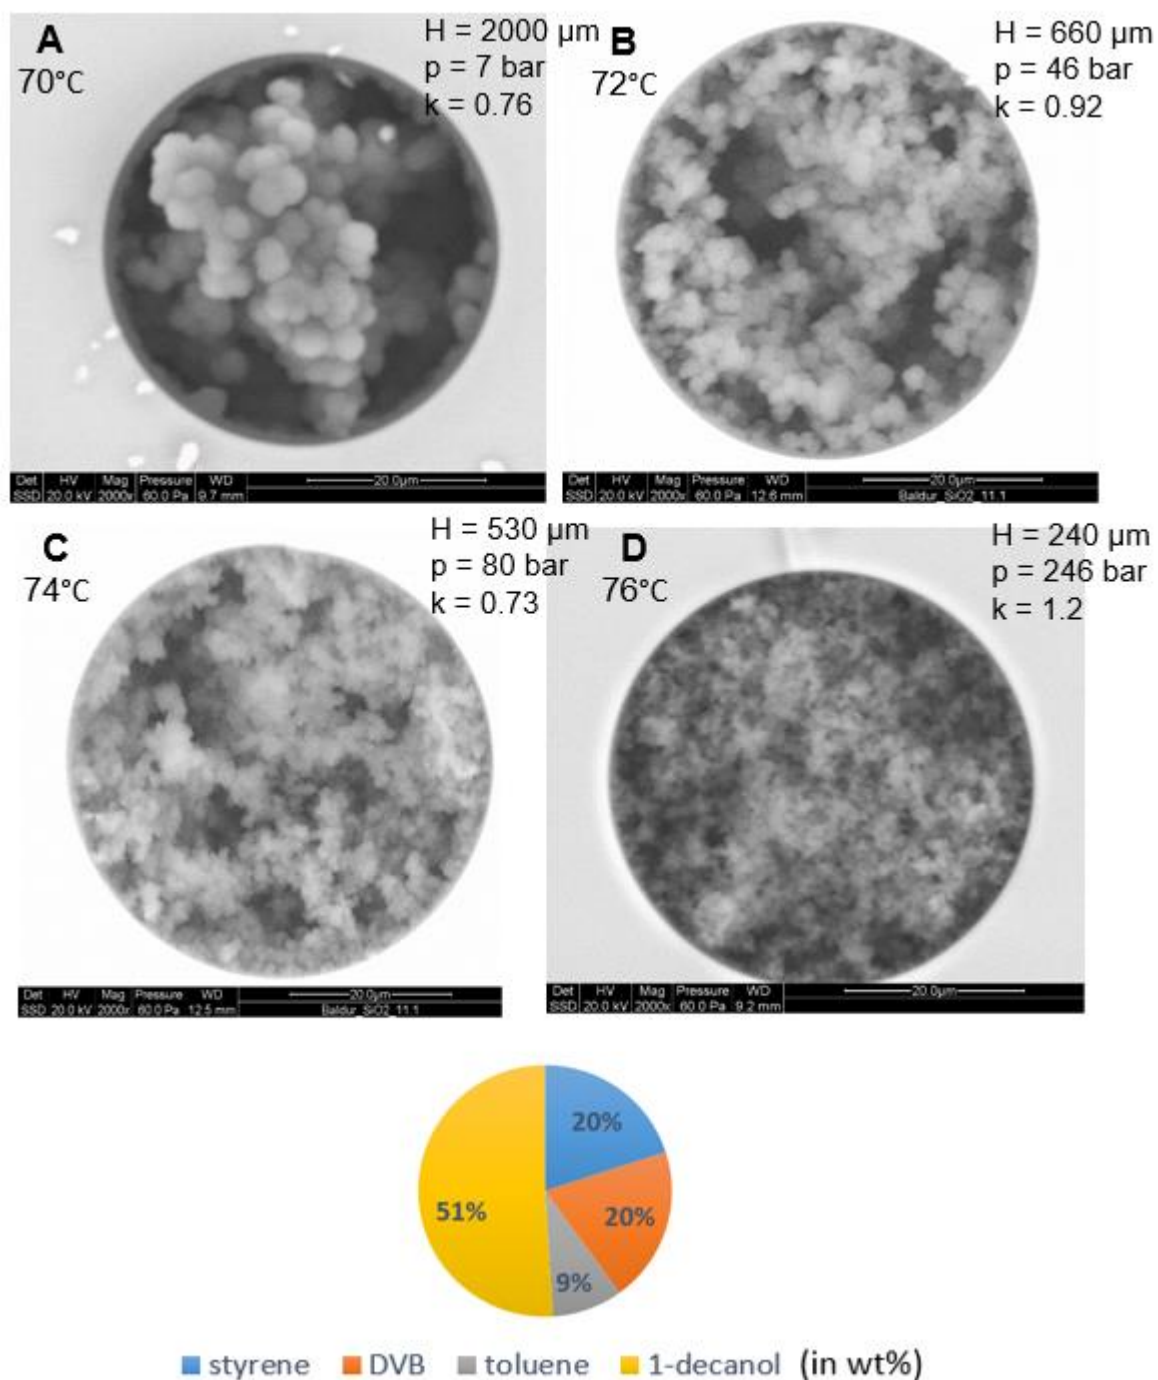 A
70°C
H = 2000 µm
p = 7 bar
k = 0.76
B
72°C
H = 660 µm
p = 46 bar
k = 0.92
Det HV Mag Pressure WD 20.0µm
SSD 20.0 kV 2000x 60.0 Pa 9.7 mm
Det HV Mag Pressure WD 20.0µm
SSD 20.0 kV 2000x 60.0 Pa 12.6 mm Baldur_SiO2_11.1
C
74°C
H = 530 µm
p = 80 bar
k = 0.73
D
76°C
H = 240 µm
p = 246 bar
k = 1.2
Det HV Mag Pressure WD 20.0µm
SSD 20.0 kV 2000x 60.0 Pa 12.5 mm Baldur_SiO2_11.1
Det HV Mag Pressure WD 20.0µm
SSD 20.0 kV 2000x 60.0 Pa 9.2 mm
20%
51%
20%
9%
styrene DVB toluene 1-decanol (in wt%)